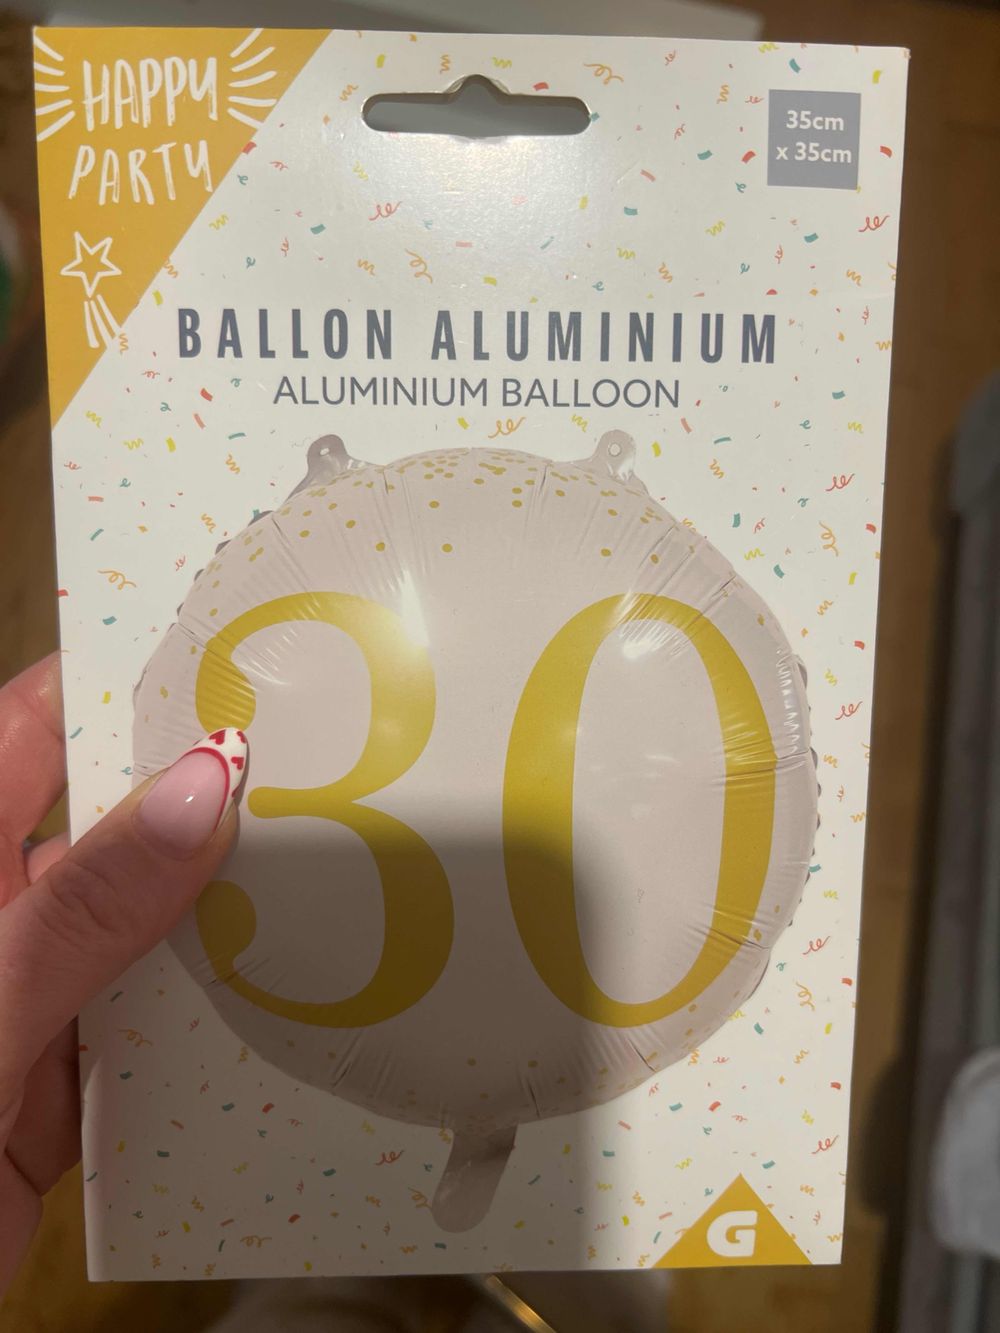 HAPPY
PARTY
35cm
x 35cm
BALLON ALUMINIUM
ALUMINIUM BALLOON
30
G